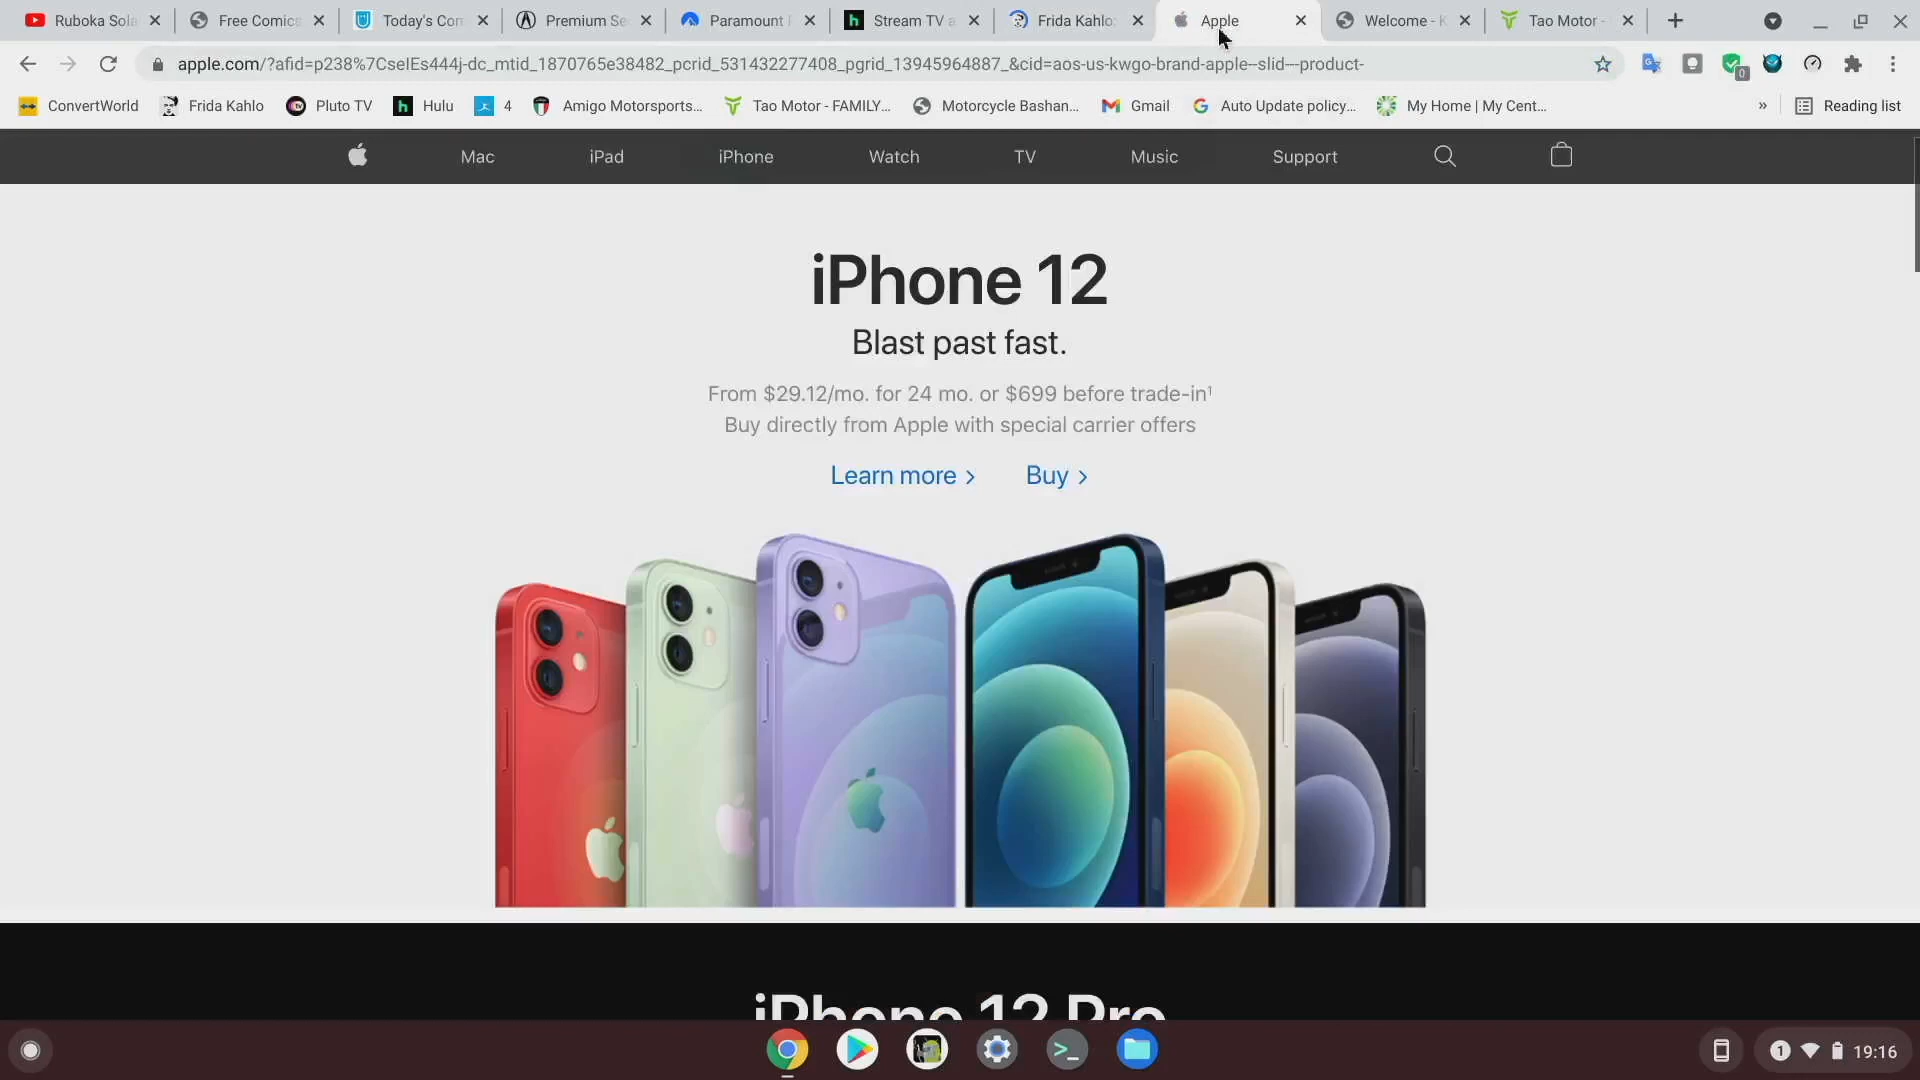 Ruboka Sola
Free Comics
Today's Com
Premium Se
Paramount
Stream TV a
Frida Kahlo:
Apple
Welcome - K
Tao Motor -
apple.com/?afid=p238%7CseIEs444j-dc_mtid_1870765e38482_pcrid_531432277408_pgrid_13945964887_&cid=aos-us-kwgo-brand-apple--slid---product-
0
ConvertWorld
Frida Kahlo
Pluto TV
Hulu
4
Amigo Motorsports...
Tao Motor - FAMILY...
Motorcycle Bashan...
Gmail
Auto Update policy...
My Home | My Cent...
»
Reading list
Mac
iPad
iPhone
Watch
TV
Music
Support
iPhone 12
Blast past fast.
From $29.12/mo. for 24 mo. or $699 before trade-in¹
Buy directly from Apple with special carrier offers
Learn more >
Buy >
iPhone 12 Pro
1
19:16